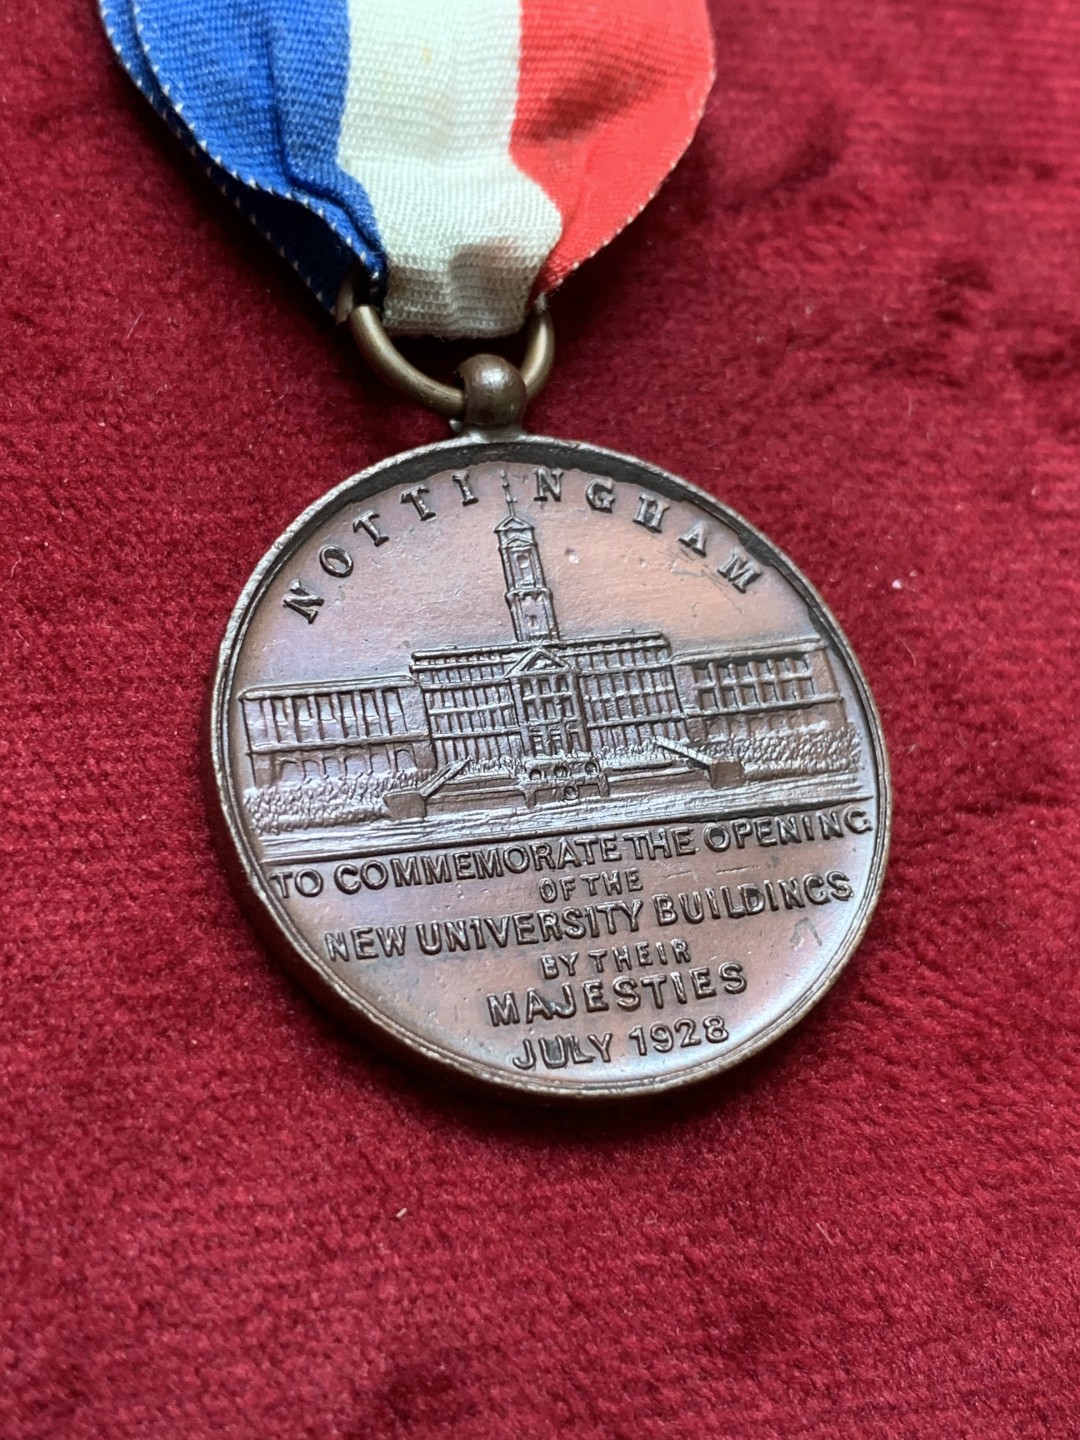 NOTTINGHAM
TO COMMEMORATE THE OPENING
OF THE
NEW UNIVERSITY BUILDINGS
BY THEIR
MAJESTIES
JULY 1928